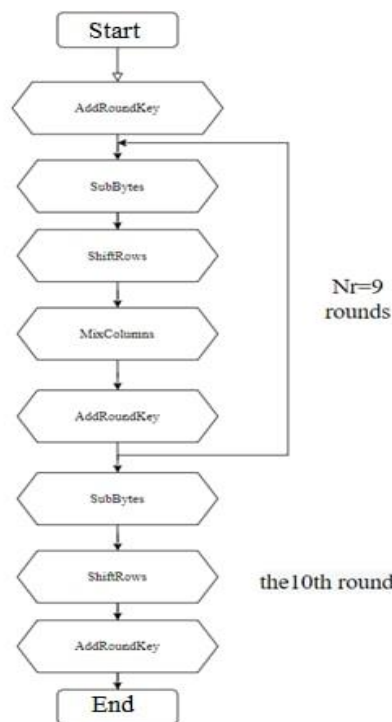 Start
AddRoundKey
SubBytes
ShiftRows
MixColumns
AddRoundKey
Nr=9
rounds
SubBytes
ShiftRows
the10th round
AddRoundKey
End